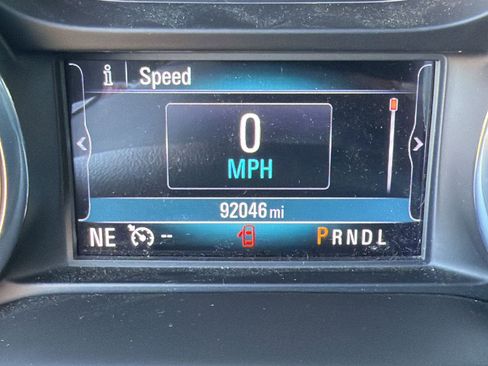 i Speed
0
MPH
92046 mi
NE --
PRNDL